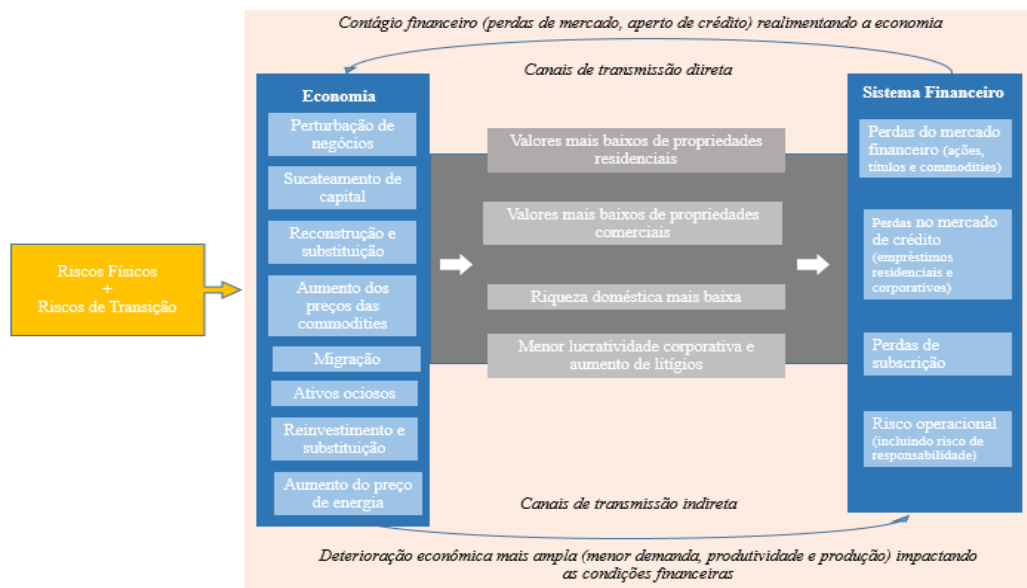 Contágio financeiro (perdas de mercado, aperto de crédito) realimentando a economia
Canais de transmissão diireta
Riscos Físicos
+
Riscos de Transição
Economia
Perturbação de
negócios
Sucateamento de
capital
Reconstrução e
substituição
Aumento dos
preços das
commodities
Migração
Ativos ociosos
Reinvestimento e
substituição
Aumento do preço
de energia
Valores mais baixos de propriedades
residenciais
Valores mais baixos de propriedades
comerciais
Riqueza doméstica mais baixa
Menor lucratividade corporativa e
aumento de litígios
Sistema Financeiro
Perdas do mercado
financeiro (ações,
títulos e commodities)
Perdas no mercado
de crédito
(empréstimos
residenciais e
corporativos)
Perdas de
subscrição
Risco operacional
(incluindo risco de
responsabilidade)
Canais de transmissão indireta
Deterioração econômica mais ampla (menor demanda, produtividade e produção) impactando
as condições financeiras